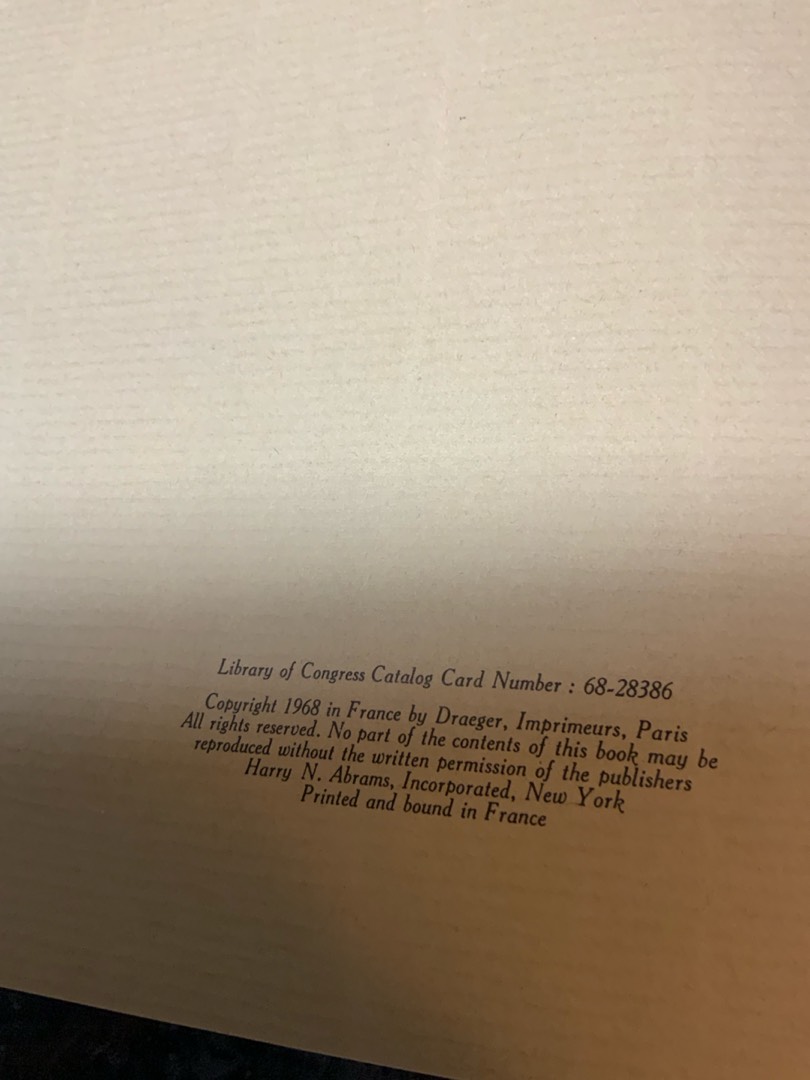 Library of Congress Catalog Card Number : 68-28386
Copyright 1968 in France by Draeger, Imprimeurs, Paris
All rights reserved. No part of the contents of this book may be
reproduced without the written permission of the publishers
Harry N. Abrams, Incorporated, New York
Printed and bound in France